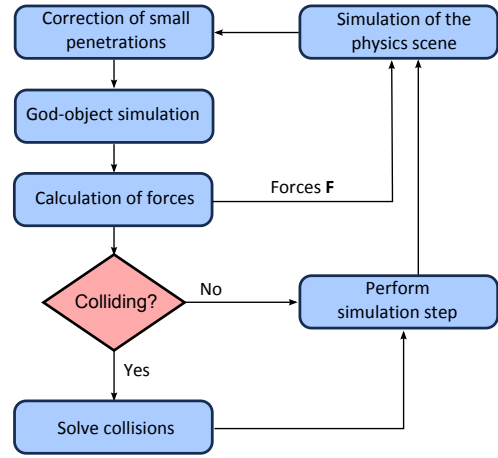 Correction of small
penetrations
Simulation of the
physics scene
God-object simulation
Calculation of forces
Forces F
Colliding?
No
Perform
simulation step
Yes
Solve collisions